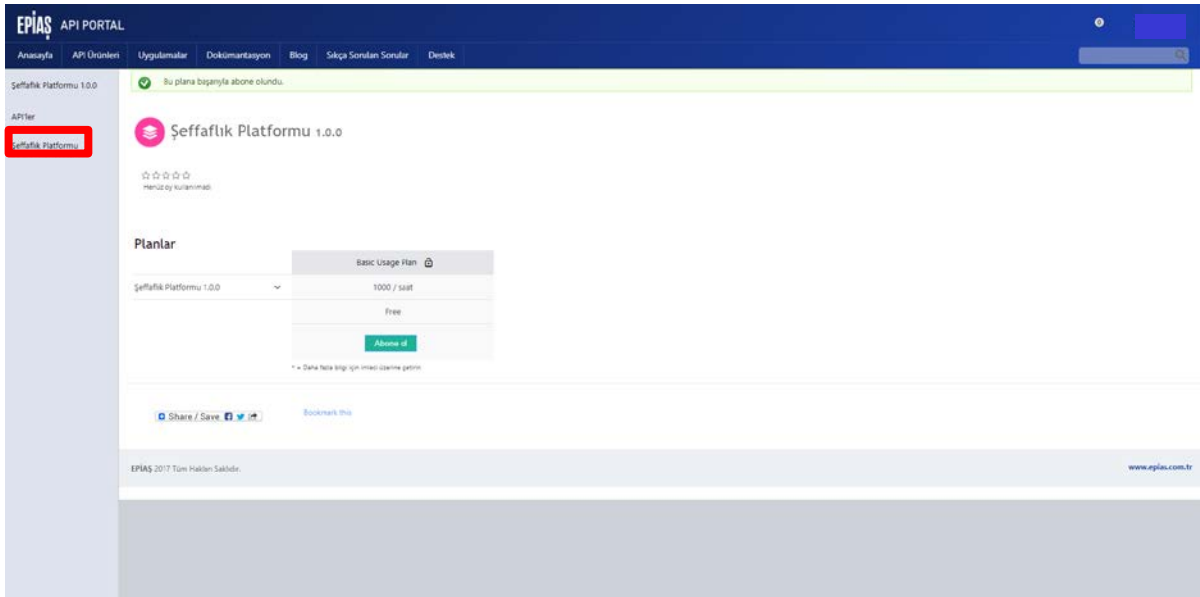 EPİAŞ API PORTAL
0
Anasayfa API Ürünleri Uygulamalar Dokümantasyon Blog Sıkça Sorulan Sorular Destek
Şeffaflık Platformu 1.0.0
Bu plana başarıyla abone olundu.
API'ler
Şeffaflık Platformu
Şeffaflık Platformu 1.0.0
Henüz oy kullanılmadı
Planlar
Basic Usage Plan
Şeffaflık Platformu 1.0.0
1000 / saat
Free
Abone ol
* = Daha fazla bilgi için imleci üzerine getirin
Share / Save
Bookmark this
EPİAŞ 2017 Tüm Hakları Saklıdır.
www.epias.com.tr